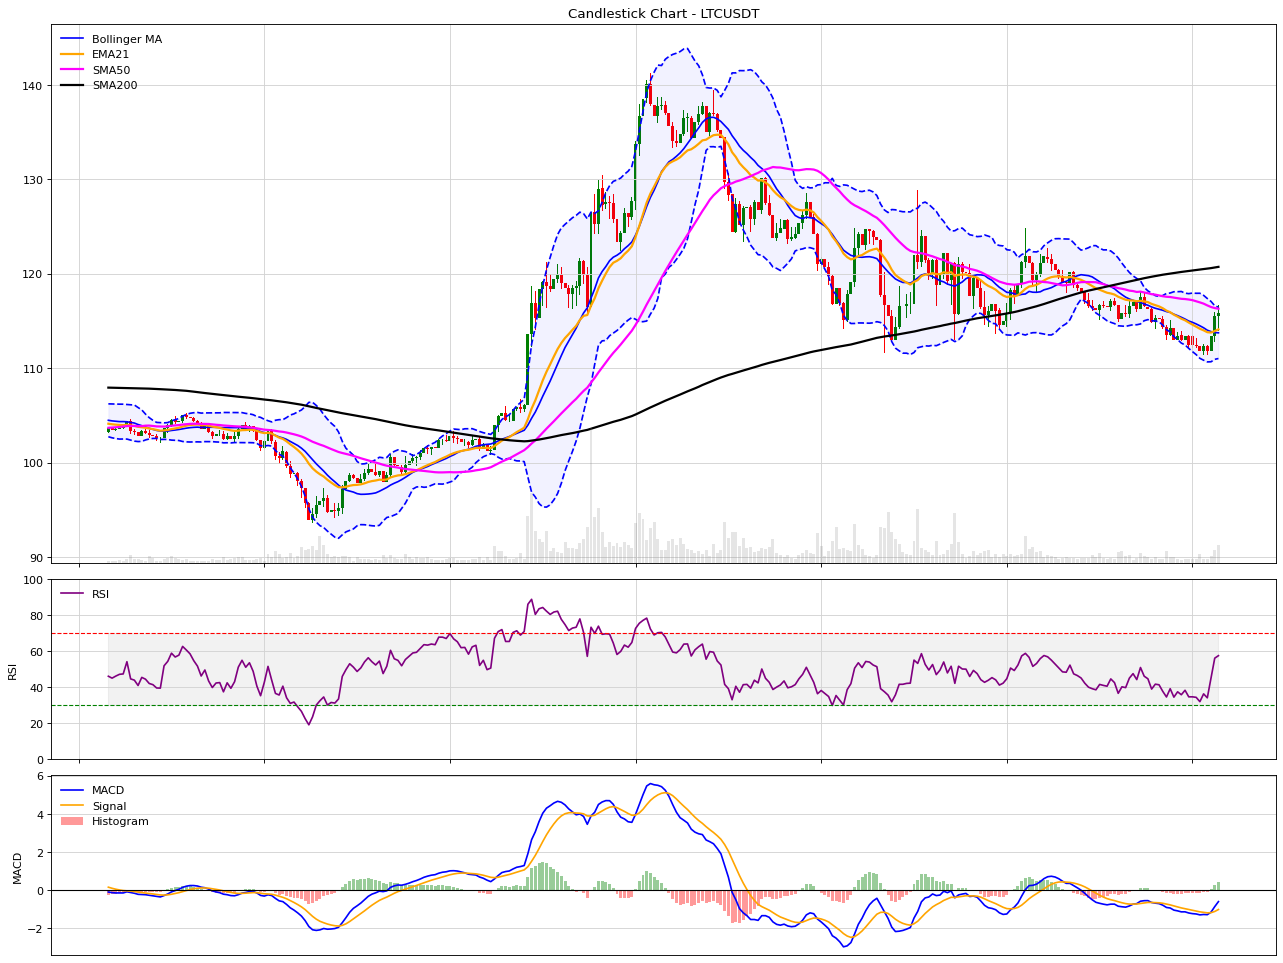 Candlestick Chart - LTCUSDT
Bollinger MA
EMA21
SMA50
SMA200
140
130
120
110
100
90
RSI
100
80
60
40
20
0
RSI
MACD
Signal
Histogram
6
4
2
0
−2
MACD